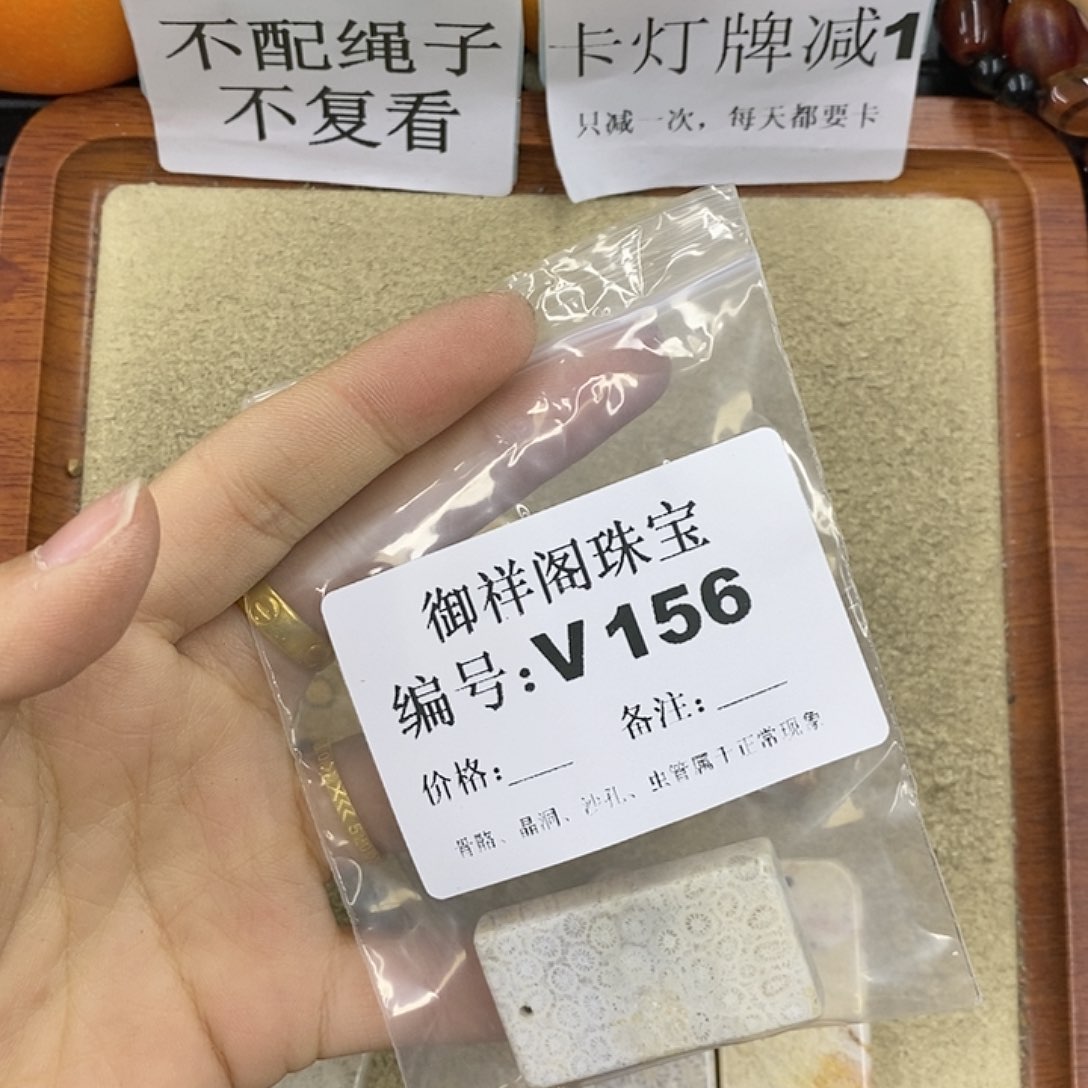 不配绳子
不复看
卡灯牌减1
只减一次，每天都要卡
御祥阁珠宝
编号:V156
价格:____ 备注:____
骨骼、晶洞、沙孔、虫管属于正常现象